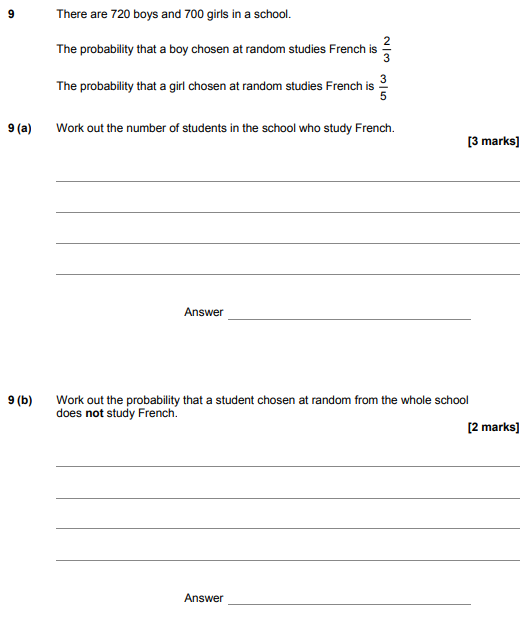 9 There are 720 boys and 700 girls in a school.
The probability that a boy chosen at random studies French is 2/3
The probability that a girl chosen at random studies French is 3/5
9 (a) Work out the number of students in the school who study French.
[3 marks]
Answer
9 (b) Work out the probability that a student chosen at random from the whole school
does not study French.
[2 marks]
Answer